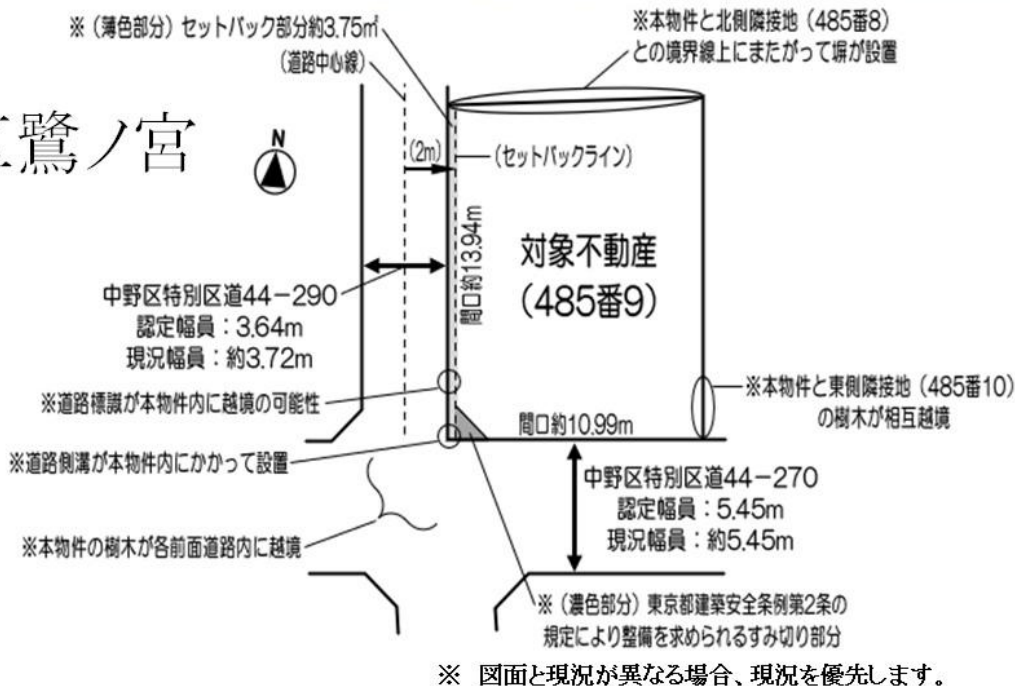 ※（薄色部分）セットバック部分約3.75㎡
（道路中心線）
※本物件と北側隣接地（485番8）
との境界線上にまたがって塀が設置
鷺ノ宮
N
（2m）
（セットバックライン）
間口約13.94m
対象不動産
（485番9）
中野区特別区道44－290
認定幅員：3.64m
現況幅員：約3.72m
※道路標識が本物件内に越境の可能性
※本物件と東側隣接地（485番10）
の樹木が相互越境
間口約10.99m
※道路側溝が本物件内にかかって設置
中野区特別区道44－270
認定幅員：5.45m
現況幅員：約5.45m
※本物件の樹木が各前面道路内に越境
※（濃色部分）東京都建築安全条例第2条の
規定により整備を求められるすみ切り部分
※ 図面と現況が異なる場合、現況を優先します。